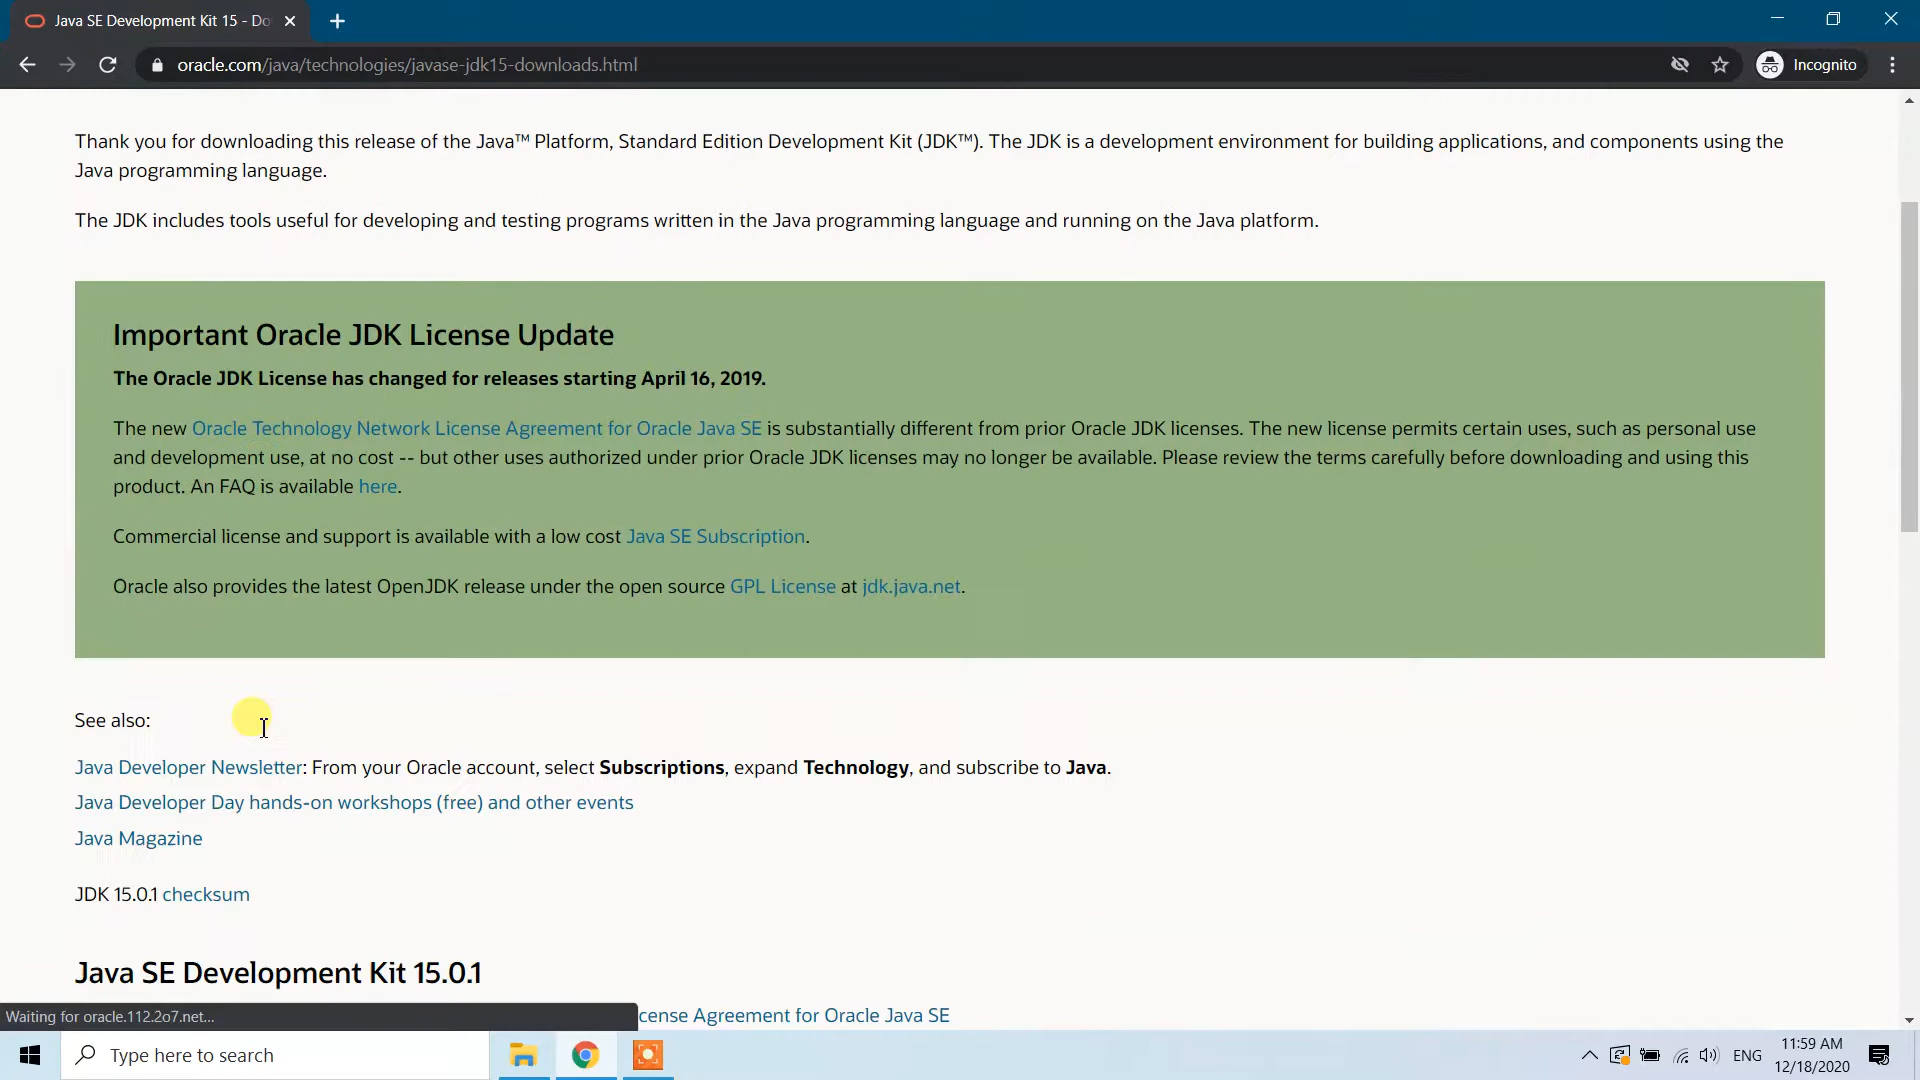 Java SE Development Kit 15 - Do
oracle.com/java/technologies/javase-jdk15-downloads.html
Incognito
Thank you for downloading this release of the Java™ Platform, Standard Edition Development Kit (JDK™). The JDK is a development environment for building applications, and components using the
Java programming language.
The JDK includes tools useful for developing and testing programs written in the Java programming language and running on the Java platform.
Important Oracle JDK License Update
The Oracle JDK License has changed for releases starting April 16, 2019.
The new Oracle Technology Network License Agreement for Oracle Java SE is substantially different from prior Oracle JDK licenses. The new license permits certain uses, such as personal use
and development use, at no cost -- but other uses authorized under prior Oracle JDK licenses may no longer be available. Please review the terms carefully before downloading and using this
product. An FAQ is available here.
Commercial license and support is available with a low cost Java SE Subscription.
Oracle also provides the latest OpenJDK release under the open source GPL License at jdk.java.net.
See also:
Java Developer Newsletter: From your Oracle account, select Subscriptions, expand Technology, and subscribe to Java.
Java Developer Day hands-on workshops (free) and other events
Java Magazine
JDK 15.0.1 checksum
Java SE Development Kit 15.0.1
Waiting for oracle.112.2o7.net...
cense Agreement for Oracle Java SE
Type here to search
ENG
11:59 AM
12/18/2020